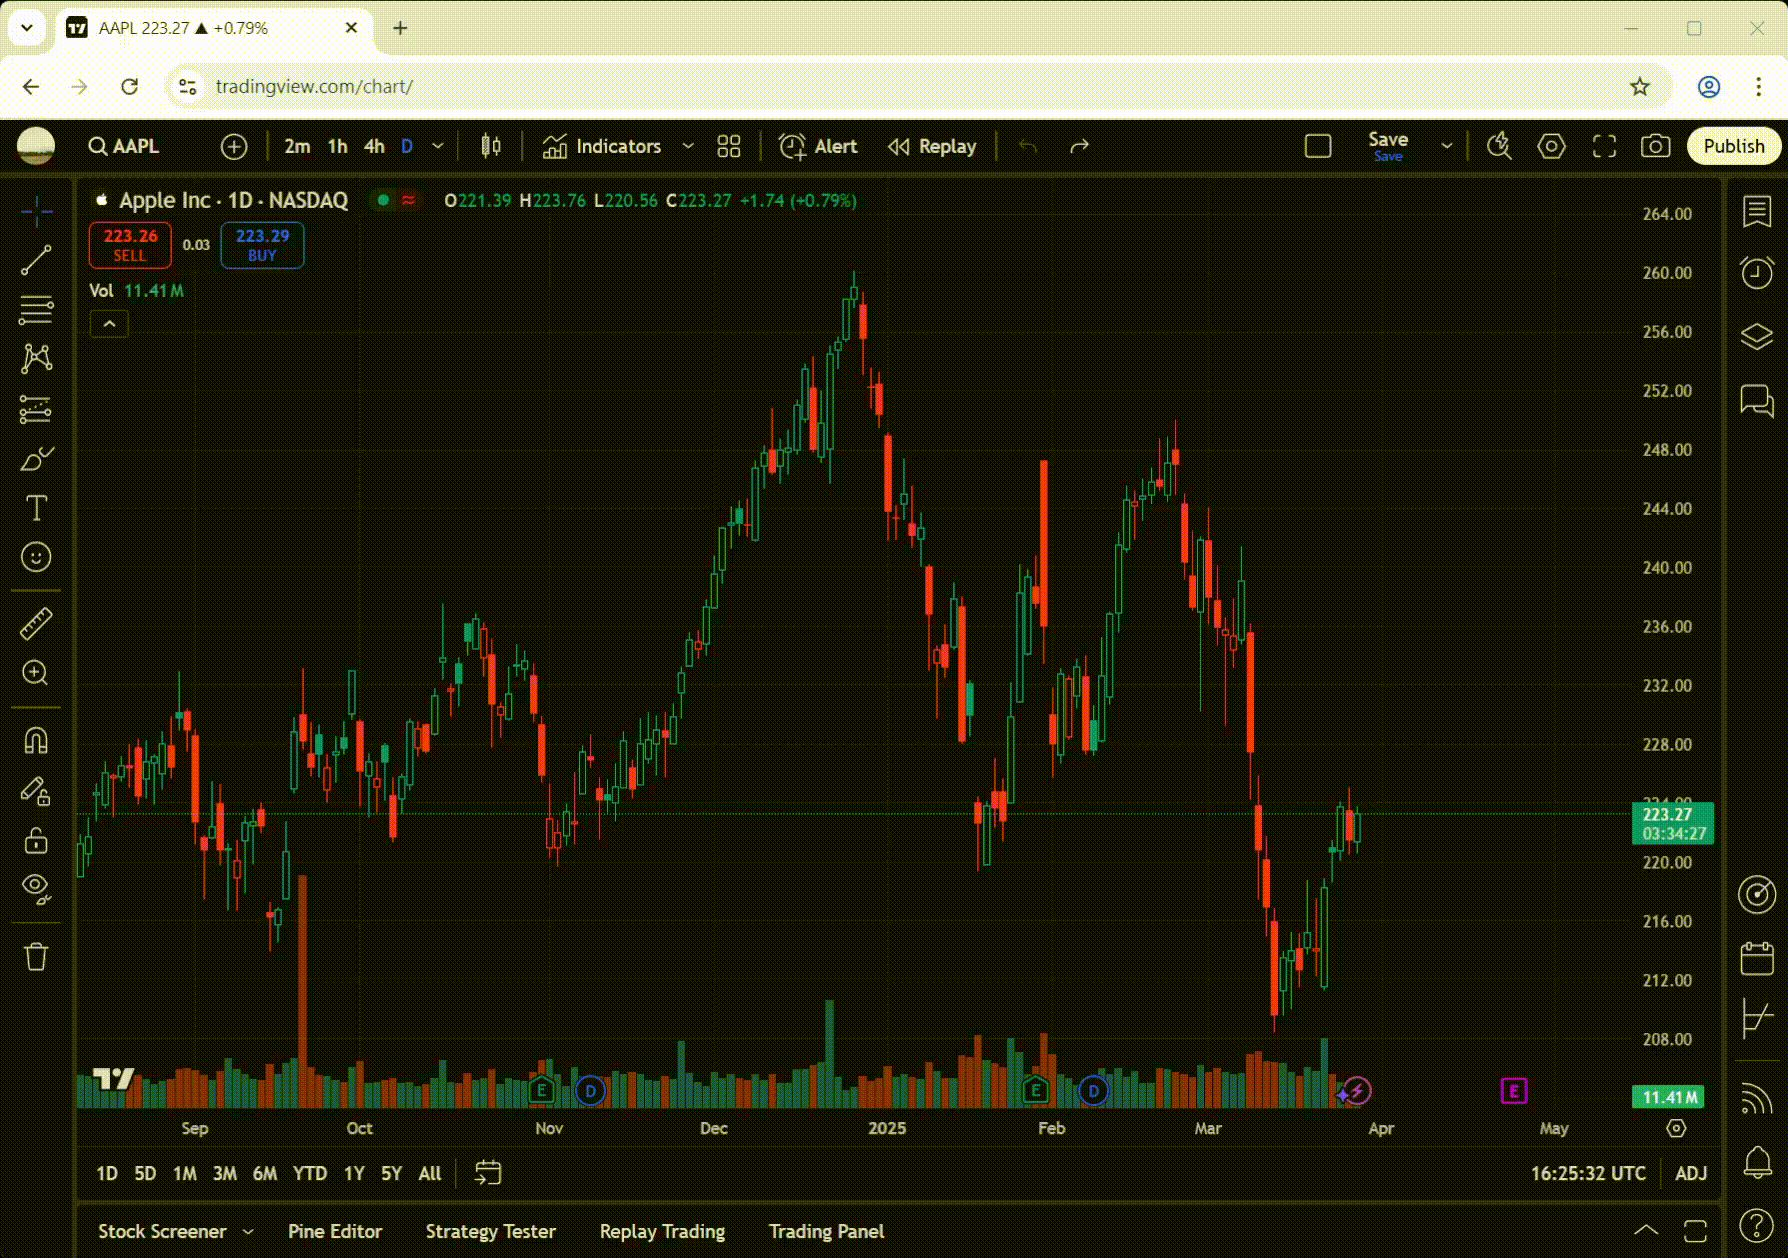 AAPL 223.27 ▲ +0.79%
tradingview.com/chart/
AAPL 2m 1h 4h D Indicators Alert Replay Save Publish
Save
Apple Inc · 1D · NASDAQ O221.39 H223.76 L220.56 C223.27 +1.74 (+0.79%)
223.26 0.03 223.29
SELL BUY
Vol 11.41 M
264.00
260.00
256.00
252.00
248.00
244.00
240.00
236.00
232.00
228.00
223.27
03:34:27
220.00
216.00
212.00
208.00
E D E D E
11.41 M
Sep Oct Nov Dec 2025 Feb Mar Apr May
1D 5D 1M 3M 6M YTD 1Y 5Y All 16:25:32 UTC ADJ
Stock Screener Pine Editor Strategy Tester Replay Trading Trading Panel